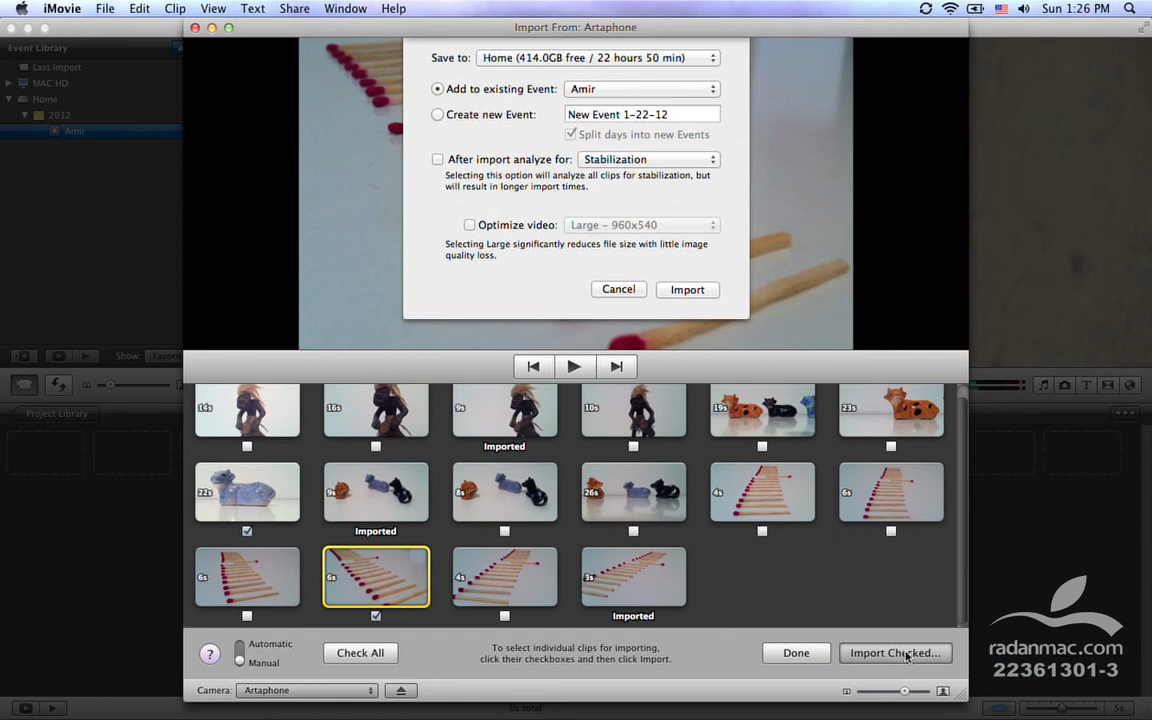 iMovie File Edit Clip View Text Share Window Help Sun 1:26 PM
Import From: Artaphone
Event Library
Last Import
MAC HD
Home
2012
Amir
Show:
Project Library
Save to: Home (414.0GB free / 22 hours 50 min)
Add to existing Event: Amir
Create new Event: New Event 1-22-12
Split days into new Events
After import analyze for: Stabilization
Selecting this option will analyze all clips for stabilization, but
will result in longer import times.
Optimize video: Large - 960x540
Selecting Large significantly reduces file size with little image
quality loss.
Cancel Import
14s 16s 9s 10s 19s 23s
Imported
22s 9s 8s 26s 4s 6s
Imported
6s 6s 4s 3s
Imported
? Automatic
Manual
Check All
To select individual clips for importing,
click their checkboxes and then click Import.
Done Import Checked...
Camera: Artaphone
0s total
5s
radanmac.com
22361301-3